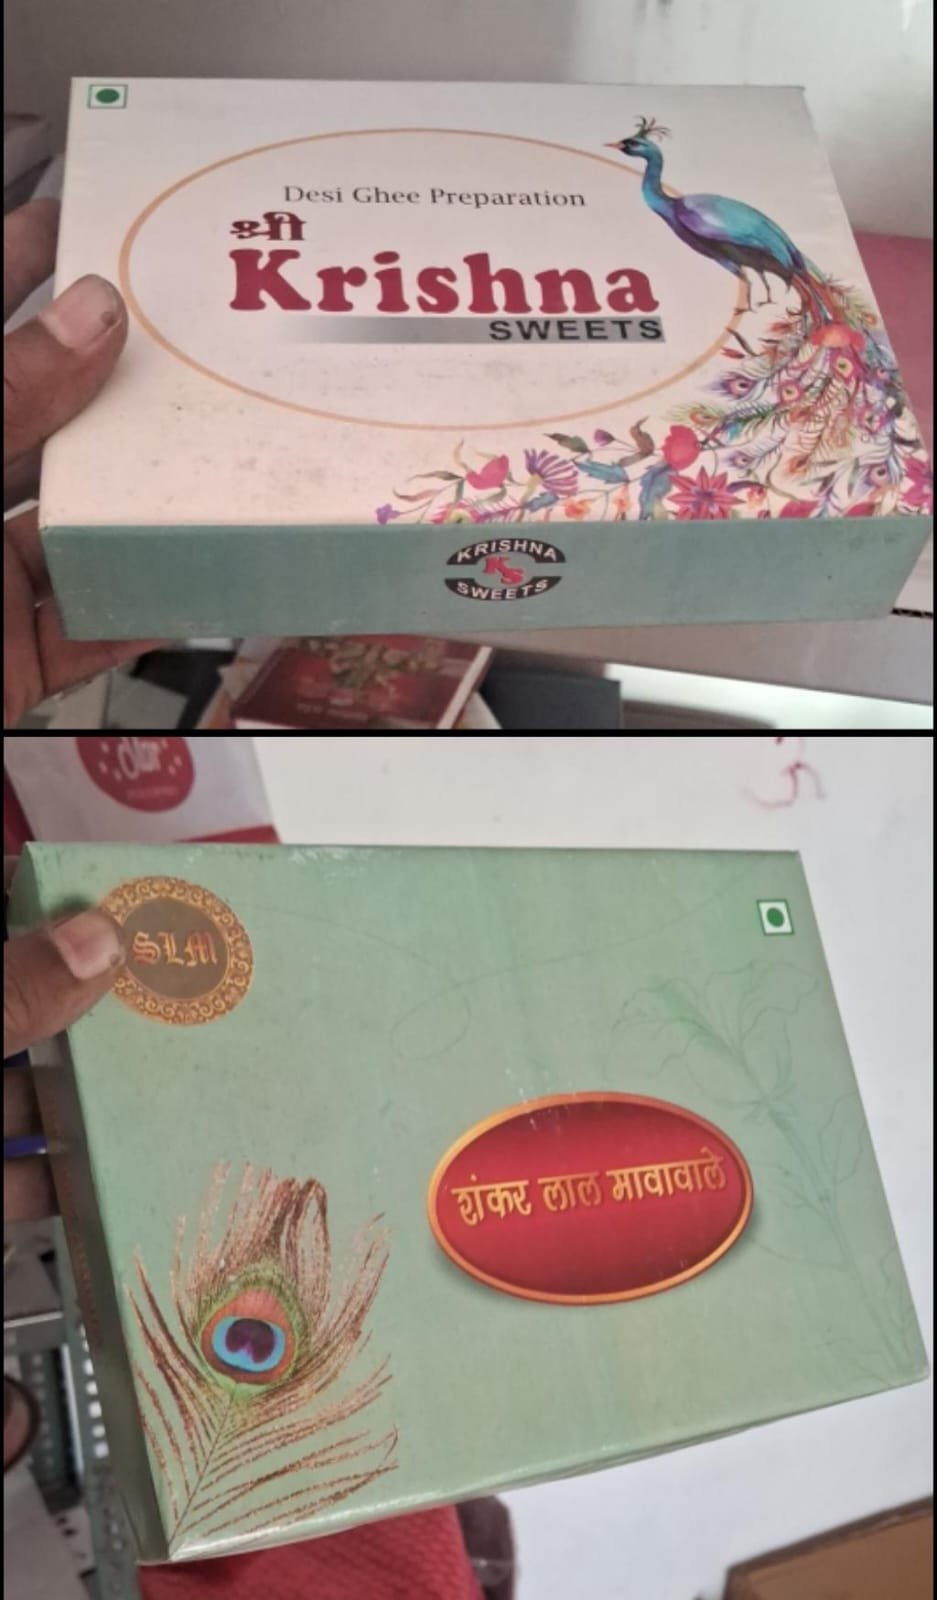 Desi Ghee Preparation
श्री
Krishna
SWEETS
KRISHNA
KS
SWEETS
SLM
शंकर लाल मावावाले